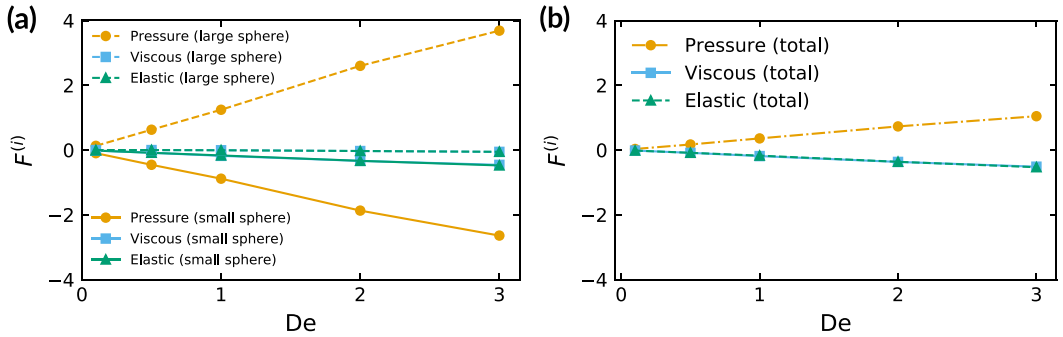 (a)
4
2
0
−2
−4
F^(i)
Pressure (large sphere)
Viscous (large sphere)
Elastic (large sphere)
Pressure (small sphere)
Viscous (small sphere)
Elastic (small sphere)
0 1 2 3
De
(b)
4
2
0
−2
−4
F^(i)
Pressure (total)
Viscous (total)
Elastic (total)
0 1 2 3
De